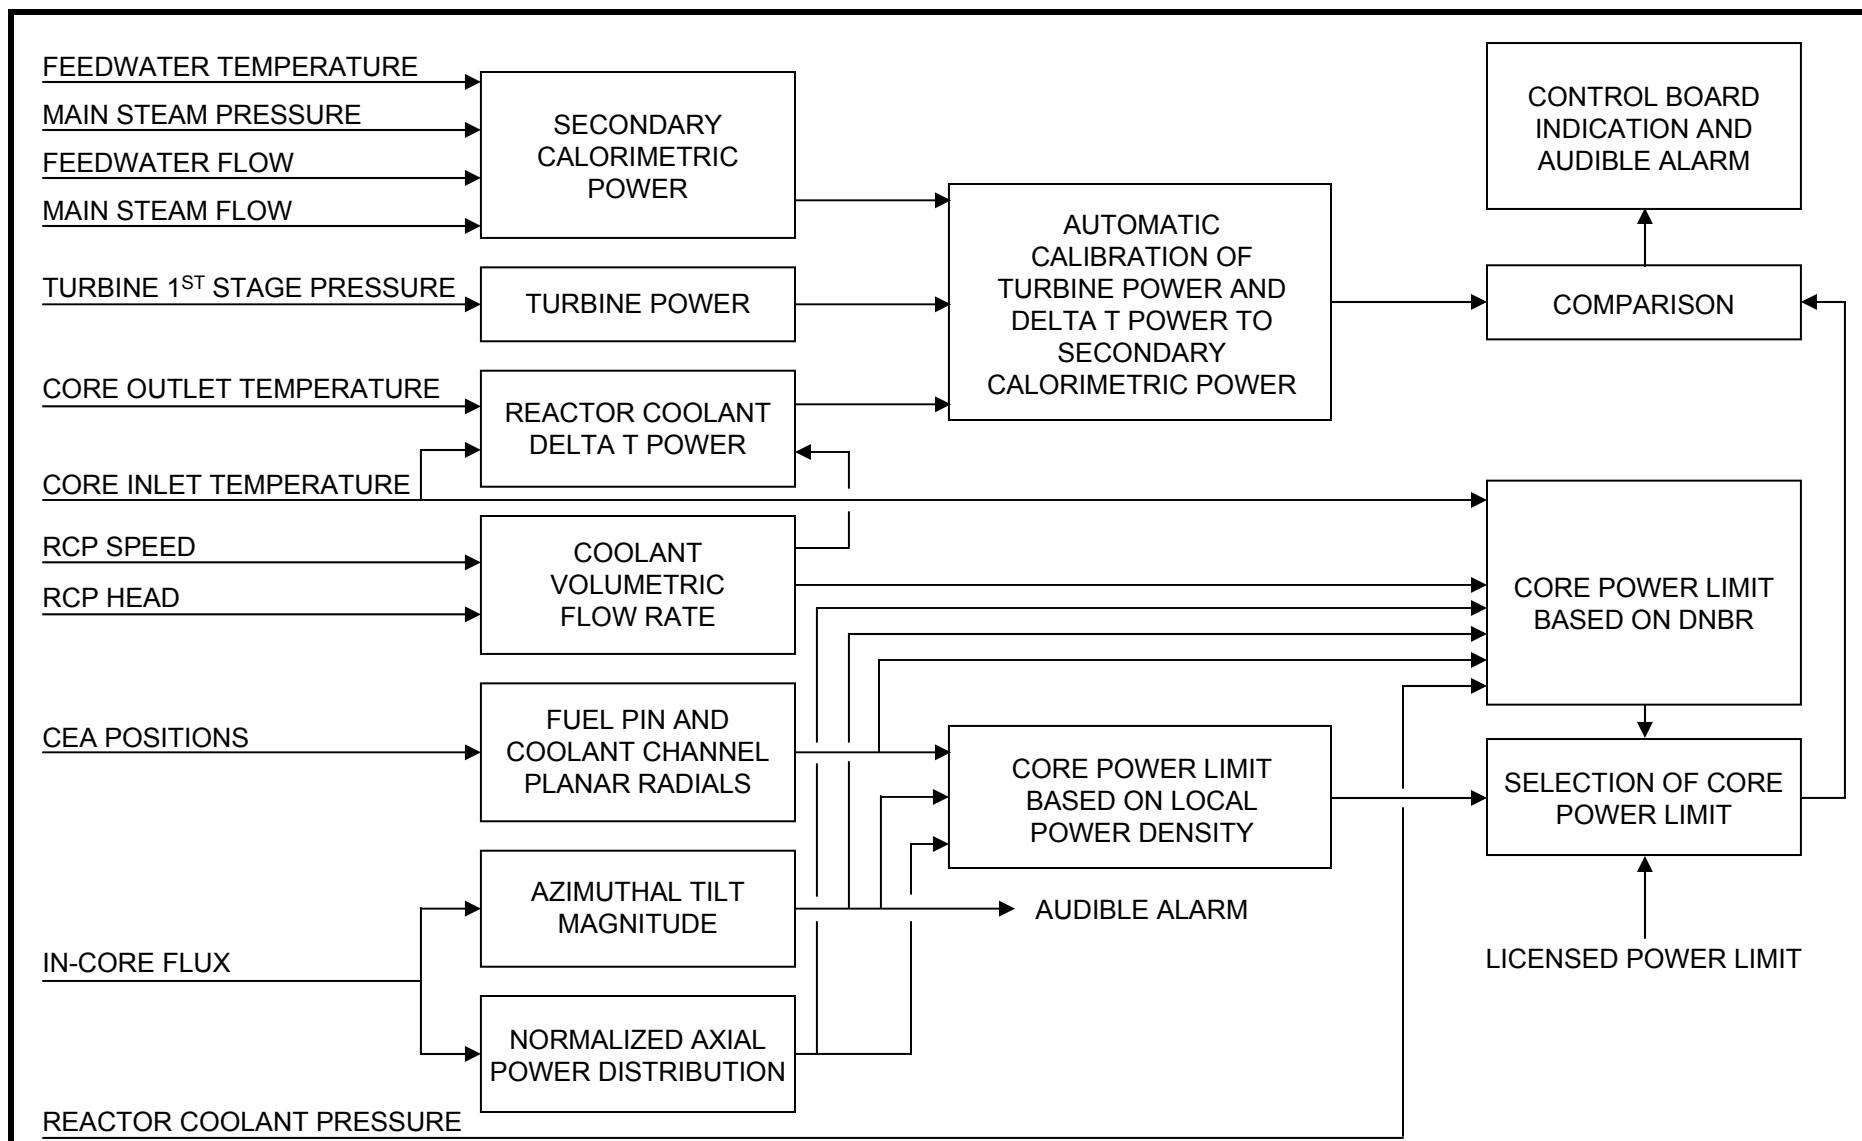 FEEDWATER TEMPERATURE
MAIN STEAM PRESSURE
FEEDWATER FLOW
MAIN STEAM FLOW
SECONDARY
CALORIMETRIC
POWER
CONTROL BOARD
INDICATION AND
AUDIBLE ALARM
TURBINE 1ST STAGE PRESSURE
TURBINE POWER
AUTOMATIC
CALIBRATION OF
TURBINE POWER AND
DELTA T POWER TO
SECONDARY
CALORIMETRIC POWER
COMPARISON
CORE OUTLET TEMPERATURE
REACTOR COOLANT
DELTA T POWER
CORE INLET TEMPERATURE
RCP SPEED
RCP HEAD
COOLANT
VOLUMETRIC
FLOW RATE
CORE POWER LIMIT
BASED ON DNBR
CEA POSITIONS
FUEL PIN AND
COOLANT CHANNEL
PLANAR RADIALS
CORE POWER LIMIT
BASED ON LOCAL
POWER DENSITY
SELECTION OF CORE
POWER LIMIT
AZIMUTHAL TILT
MAGNITUDE
AUDIBLE ALARM
IN-CORE FLUX
LICENSED POWER LIMIT
NORMALIZED AXIAL
POWER DISTRIBUTION
REACTOR COOLANT PRESSURE